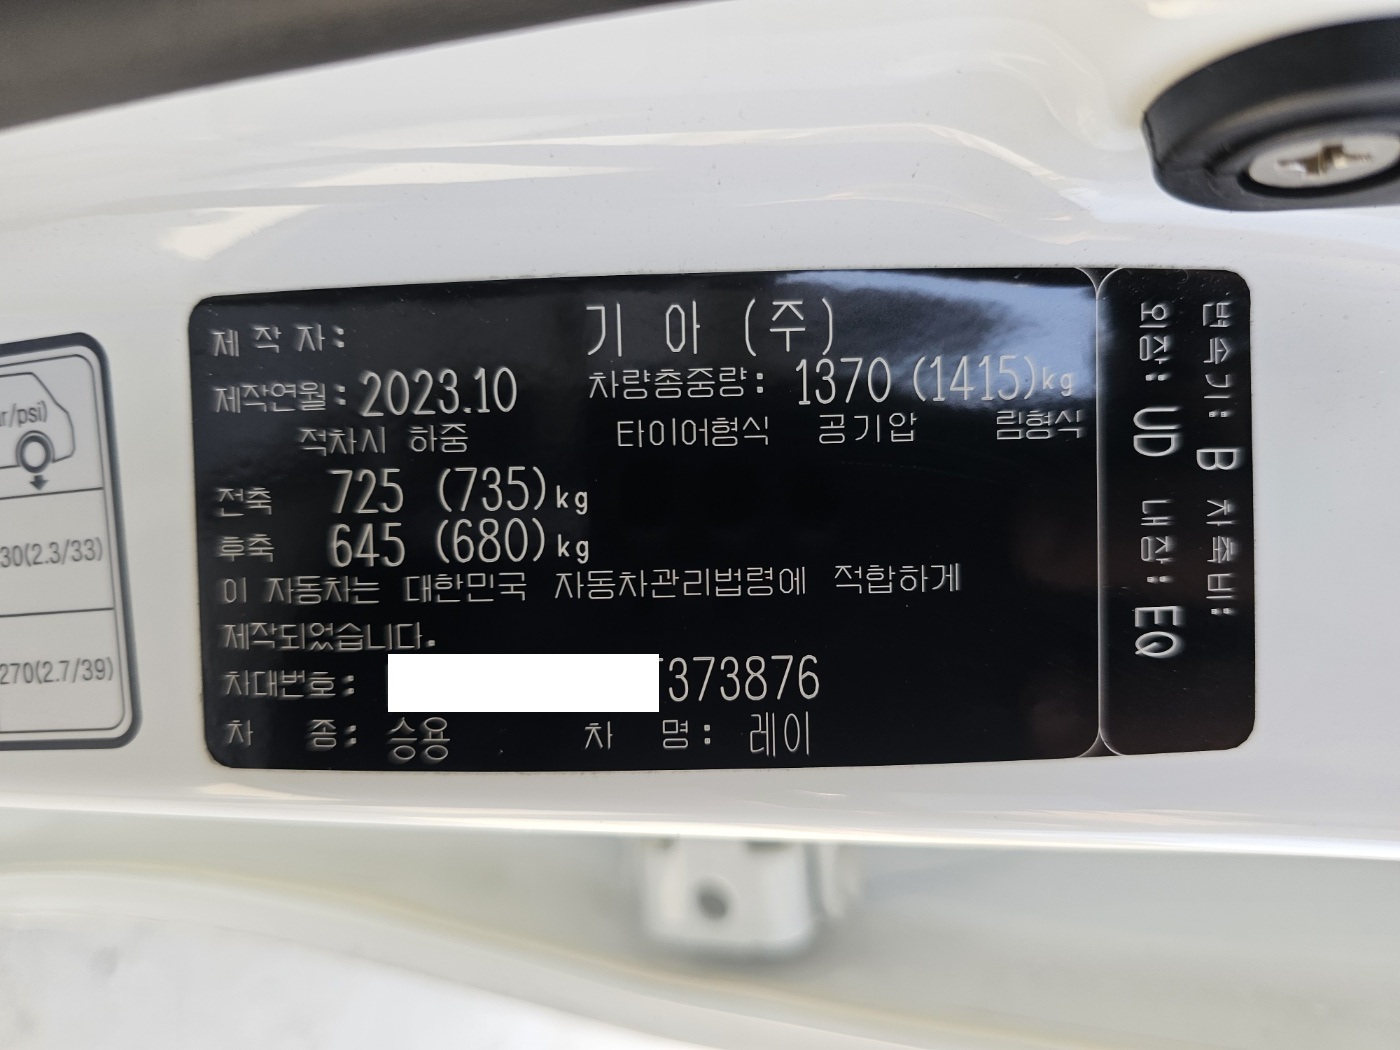 제 작 자: 기 아 (주)
제작연월: 2023.10 차량총중량: 1370 (1415)kg
적차시 하중 타이어형식 공기압 림형식
전축 725 (735)kg
후축 645 (680)kg
이 자동차는 대한민국 자동차관리법령에 적합하게
제작되었습니다.
차대번호: 373876
차 종: 승용 차 명: 레이
변속기: B 차축비:
외장: UD 내장: EQ
r/psi)
30(2.3/33)
270(2.7/39)